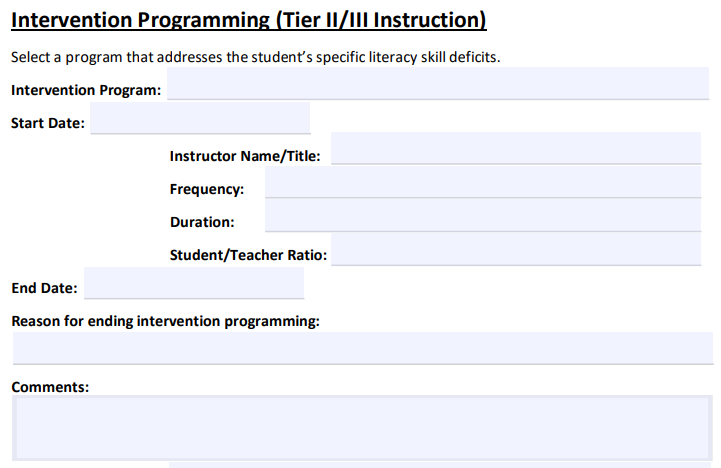 Intervention Programming (Tier II/III Instruction)
Select a program that addresses the student's specific literacy skill deficits.
Intervention Program:
Start Date:
Instructor Name/Title:
Frequency:
Duration:
Student/Teacher Ratio:
End Date:
Reason for ending intervention programming:
Comments: